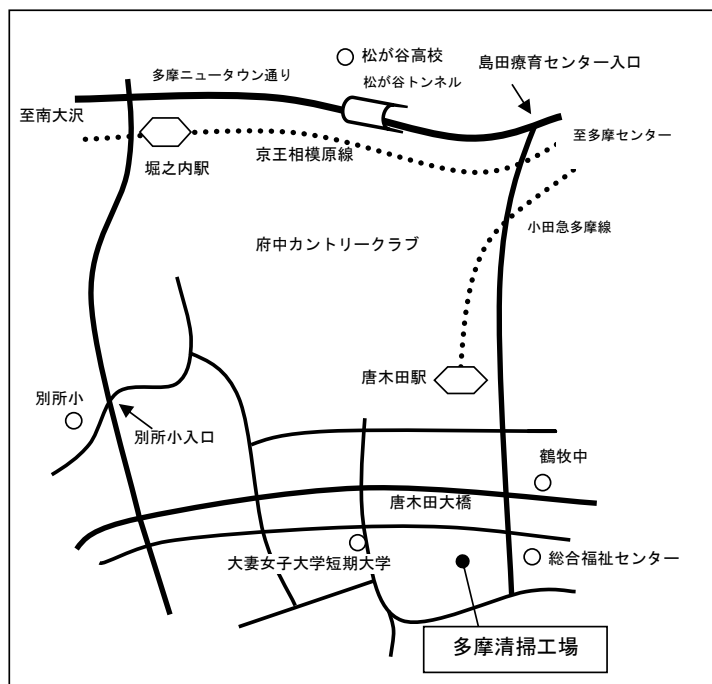 松が谷高校
島田療育センター入口
多摩ニュータウン通り
松が谷トンネル
至南大沢
至多摩センター
京王相模原線
堀之内駅
小田急多摩線
府中カントリークラブ
唐木田駅
別所小
別所小入口
鶴牧中
唐木田大橋
大妻女子大学短期大学
総合福祉センター
多摩清掃工場